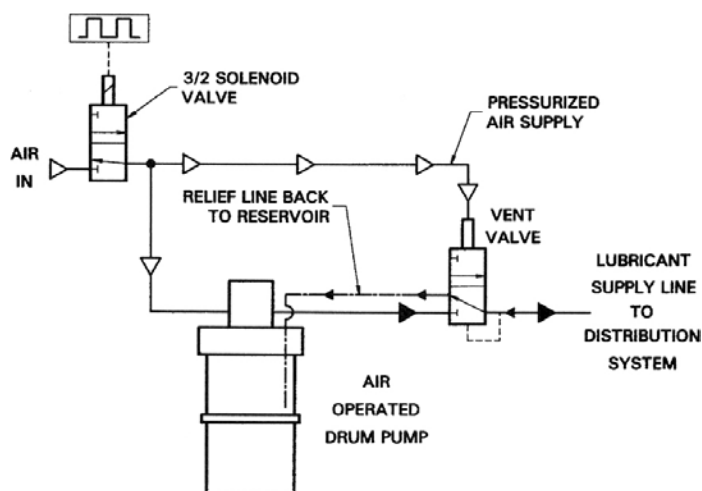 3/2 SOLENOID
VALVE
AIR
IN
PRESSURIZED
AIR SUPPLY
RELIEF LINE BACK
TO RESERVOIR
VENT
VALVE
LUBRICANT
SUPPLY LINE
TO
DISTRIBUTION
SYSTEM
AIR
OPERATED
DRUM PUMP